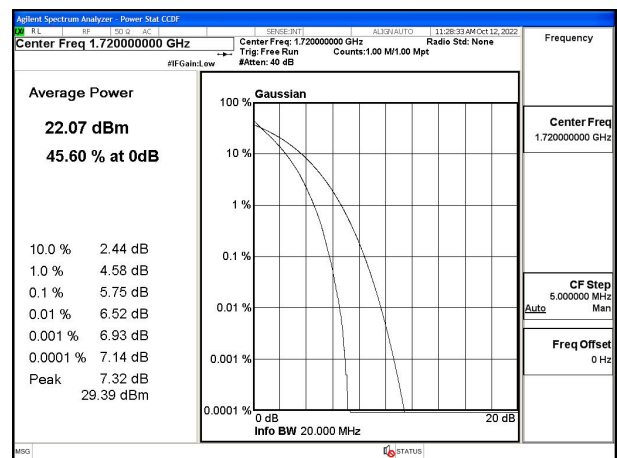 Agilent Spectrum Analyzer - Power Stat CCDF
RL RF 50 Ω AC SENSE:INT ALIGN AUTO 11:28:33 AM Oct 12, 2022
Center Freq 1.720000000 GHz
Center Freq: 1.720000000 GHz Radio Std: None
Trig: Free Run Counts:1.00 M/1.00 Mpt
#IFGain:Low #Atten: 40 dB
Frequency
Average Power
22.07 dBm
45.60 % at 0dB
10.0 % 2.44 dB
1.0 % 4.58 dB
0.1 % 5.75 dB
0.01 % 6.52 dB
0.001 % 6.93 dB
0.0001 % 7.14 dB
Peak 7.32 dB
29.39 dBm
Gaussian
100 %
10 %
1 %
0.1 %
0.01 %
0.001 %
0.0001 %
0 dB 20 dB
Info BW 20.000 MHz
Center Freq
1.720000000 GHz
CF Step
5.000000 MHz
Auto Man
Freq Offset
0 Hz
MSG STATUS